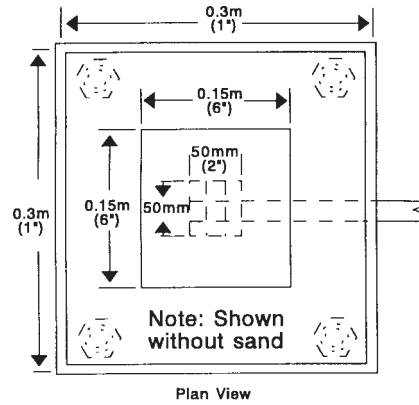 0.3m
(1")
0.15m
(6")
50mm
(2")
0.15m
(6")
50mm
0.3m
(1")
Note: Shown
without sand
Plan View